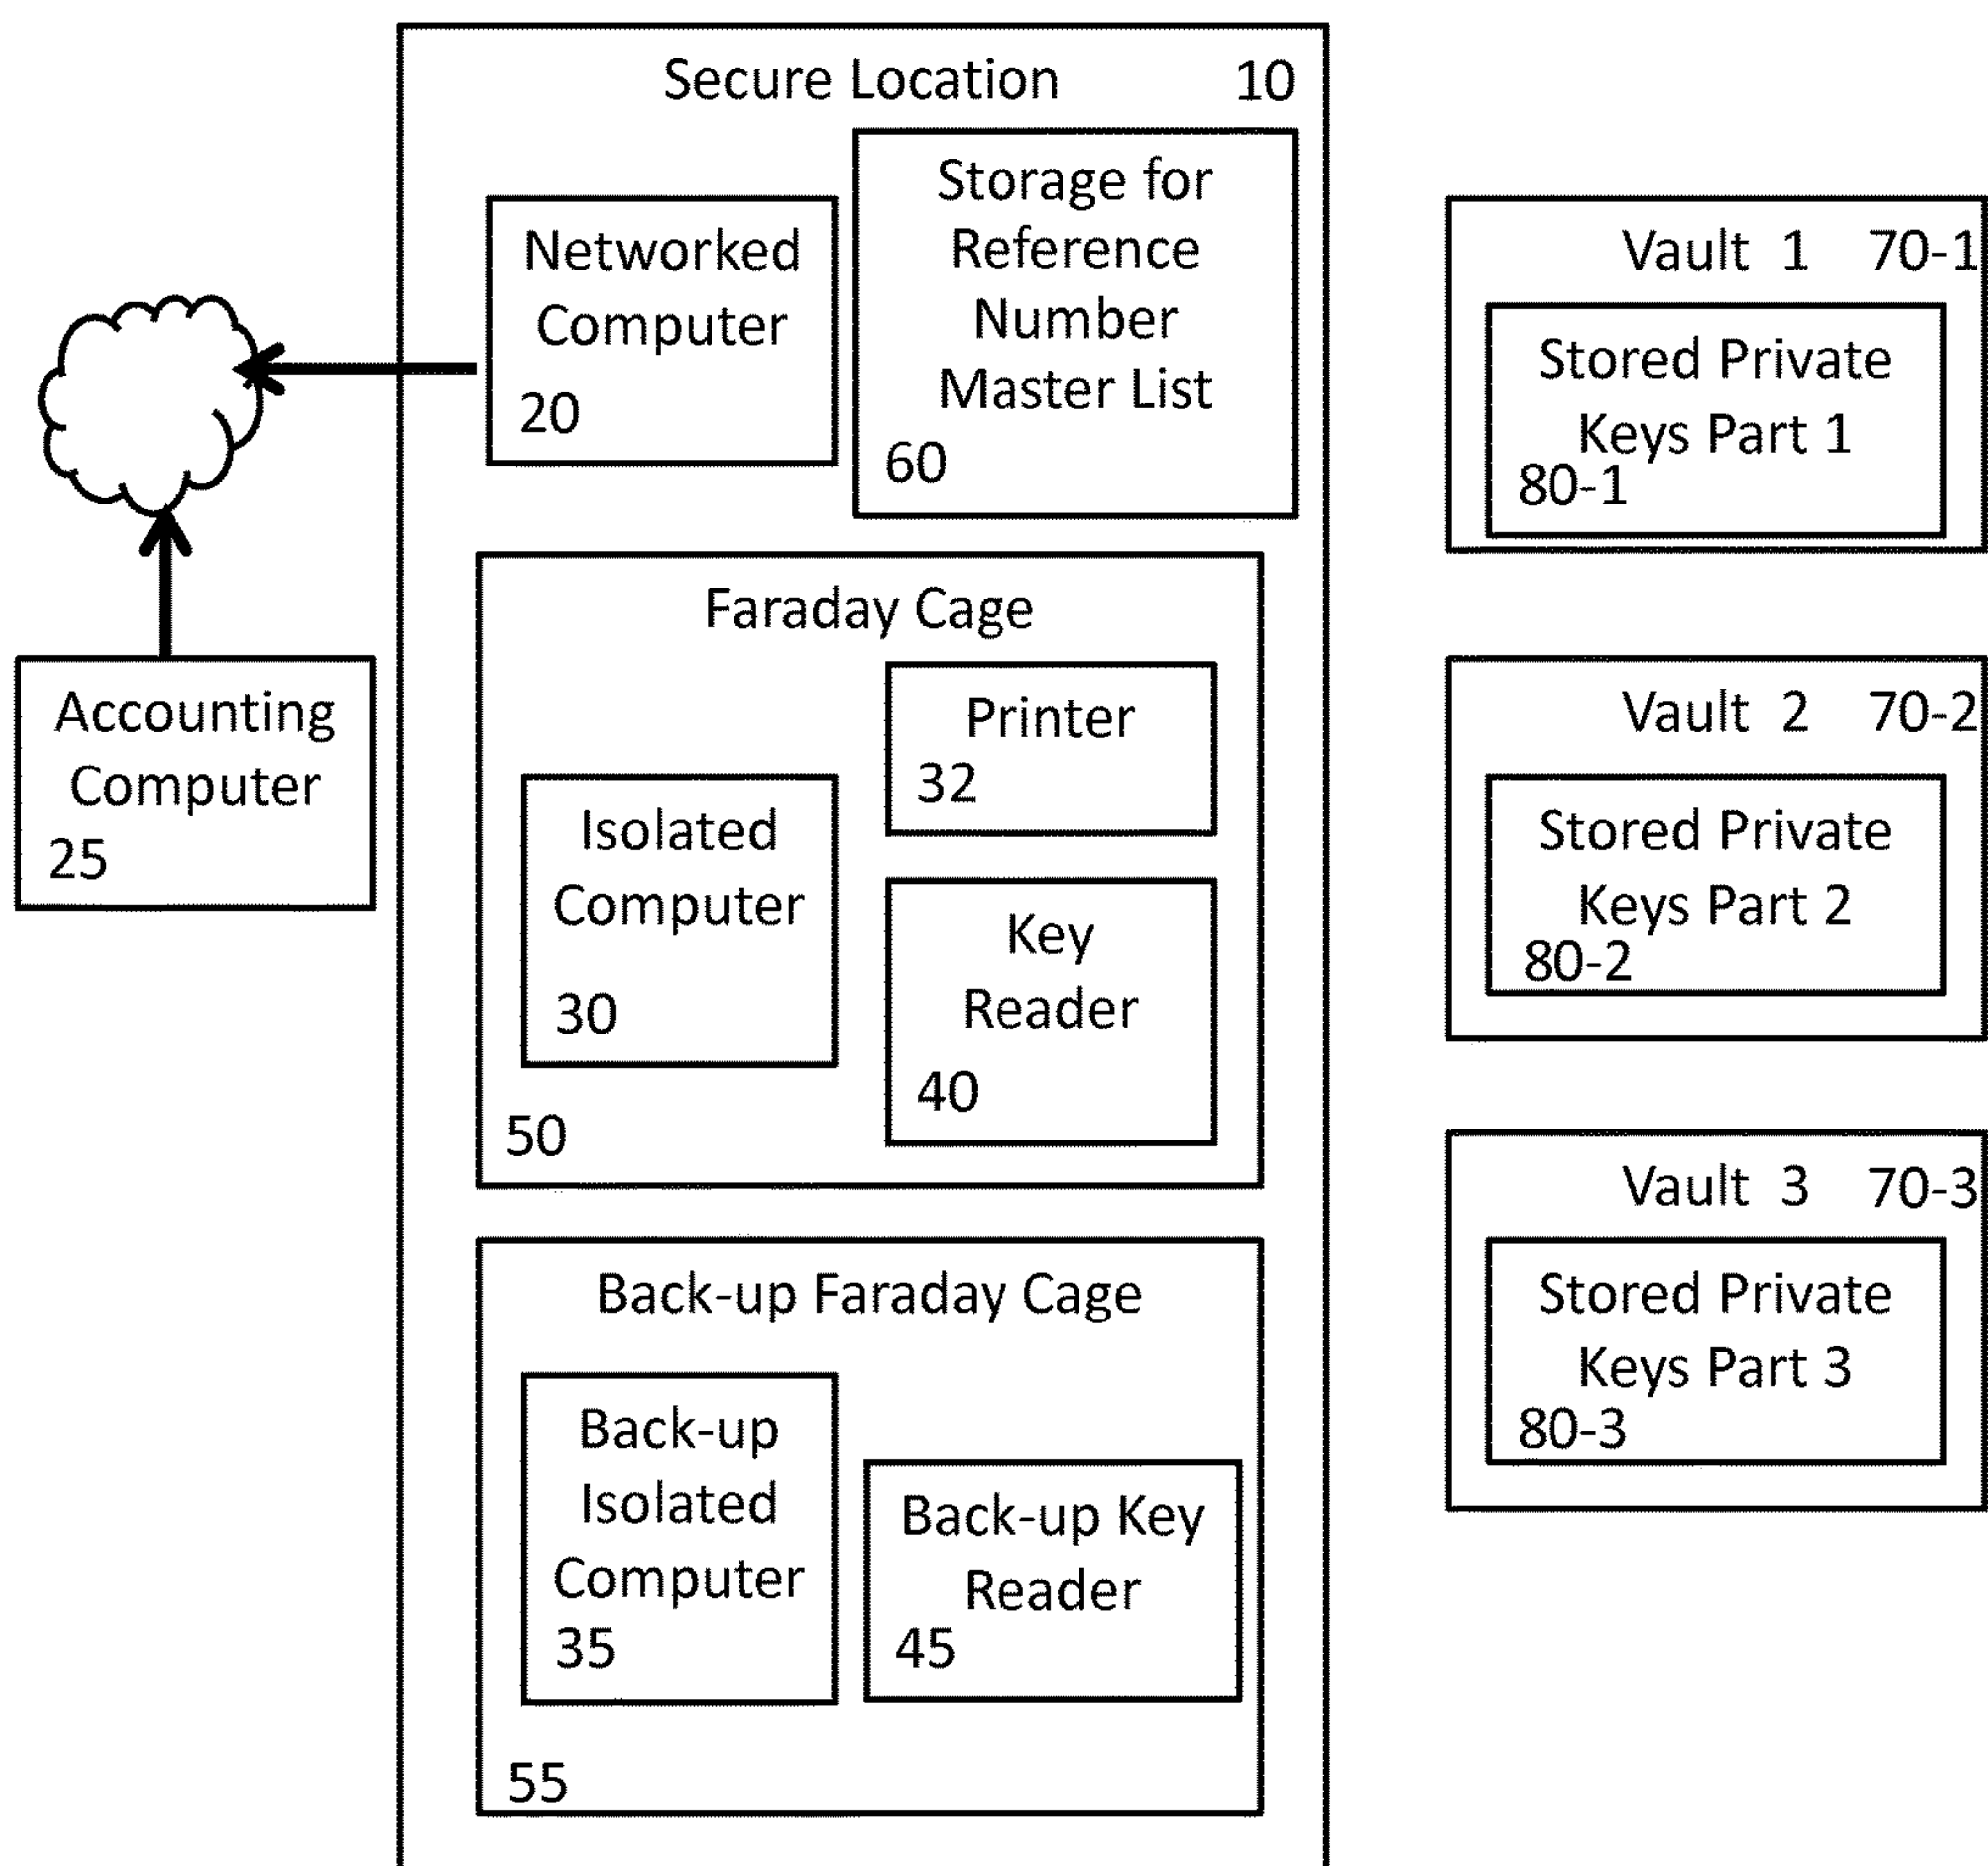 Secure Location 10
Networked
Computer
20
Storage for
Reference
Number
Master List
60
Accounting
Computer
25
Faraday Cage
Isolated
Computer
30
Printer
32
Key
Reader
40
50
Back-up Faraday Cage
Back-up
Isolated
Computer
35
Back-up Key
Reader
45
55
Vault 1 70-1
Stored Private
Keys Part 1
80-1
Vault 2 70-2
Stored Private
Keys Part 2
80-2
Vault 3 70-3
Stored Private
Keys Part 3
80-3